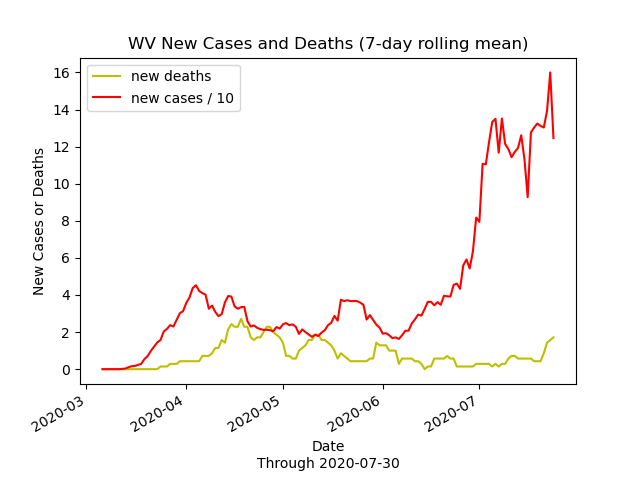 WV New Cases and Deaths (7-day rolling mean)
new deaths
new cases / 10
New Cases or Deaths
16
14
12
10
8
6
4
2
0
2020-03
2020-04
2020-05
2020-06
2020-07
Date
Through 2020-07-30